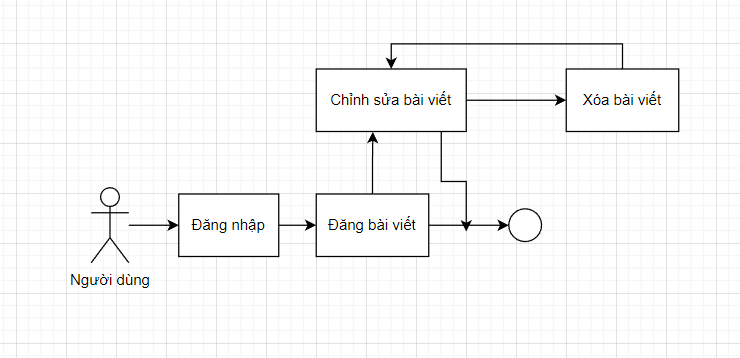 Chỉnh sửa bài viết
Xóa bài viết
Đăng nhập
Đăng bài viết
Người dùng